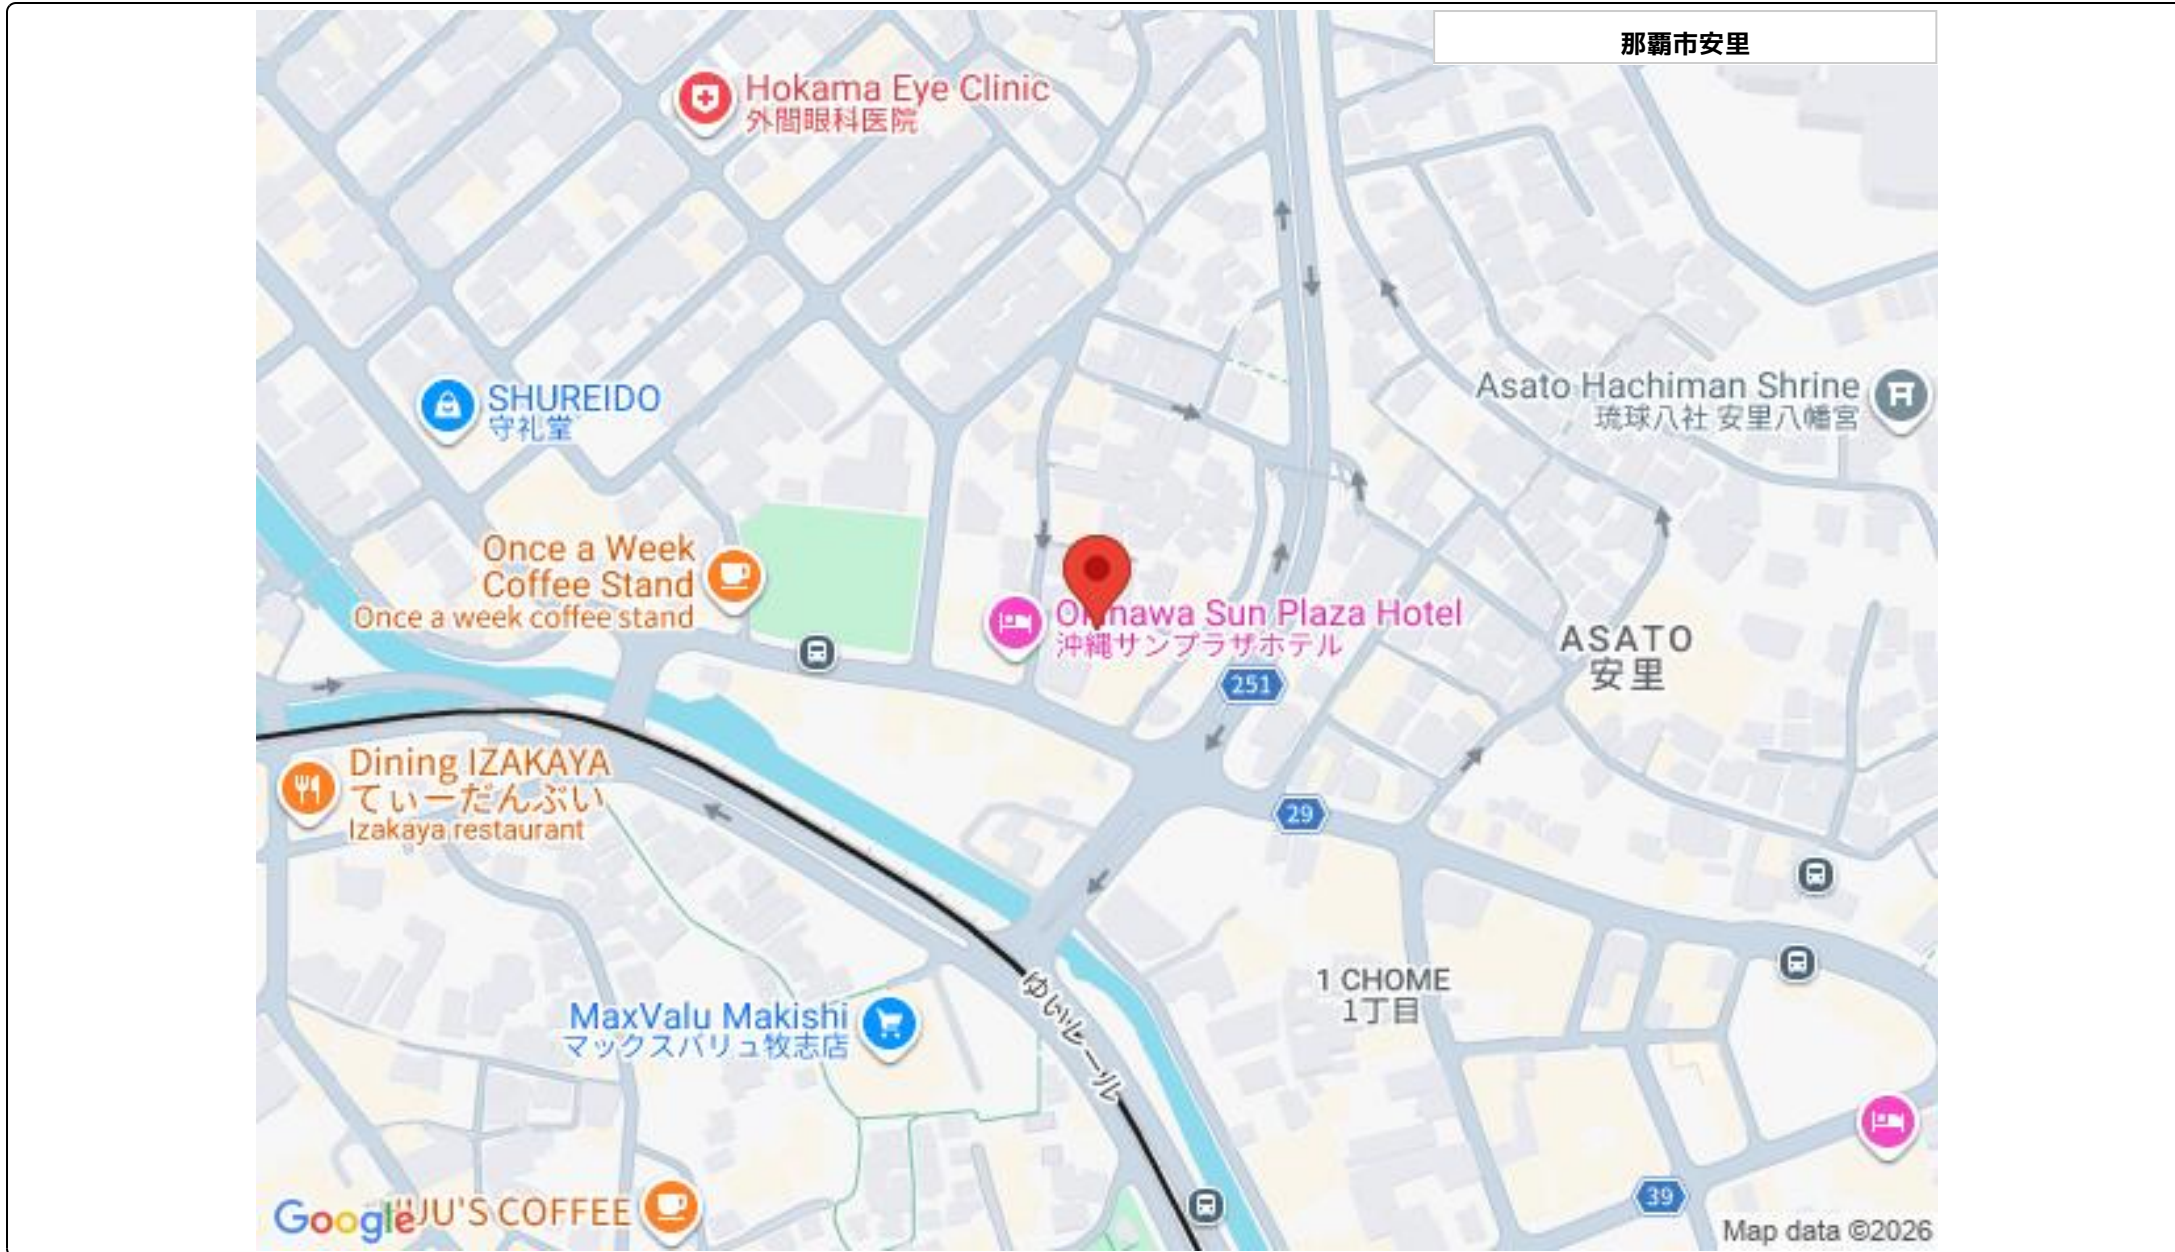 那覇市安里
Hokama Eye Clinic
外間眼科医院
SHUREIDO
守礼堂
Asato Hachiman Shrine
琉球八社 安里八幡宮
Once a Week
Coffee Stand
Once a week coffee stand
沖縄サンプラザホテル
Sun Plaza Hotel
ASATO
安里
251
Dining IZAKAYA
てぃーだんぶい
Izakaya restaurant
29
1 CHOME
1丁目
MaxValu Makishi
マックスバリュ牧志店
ゆいレール
39
Google
JU'S COFFEE
Map data ©2026